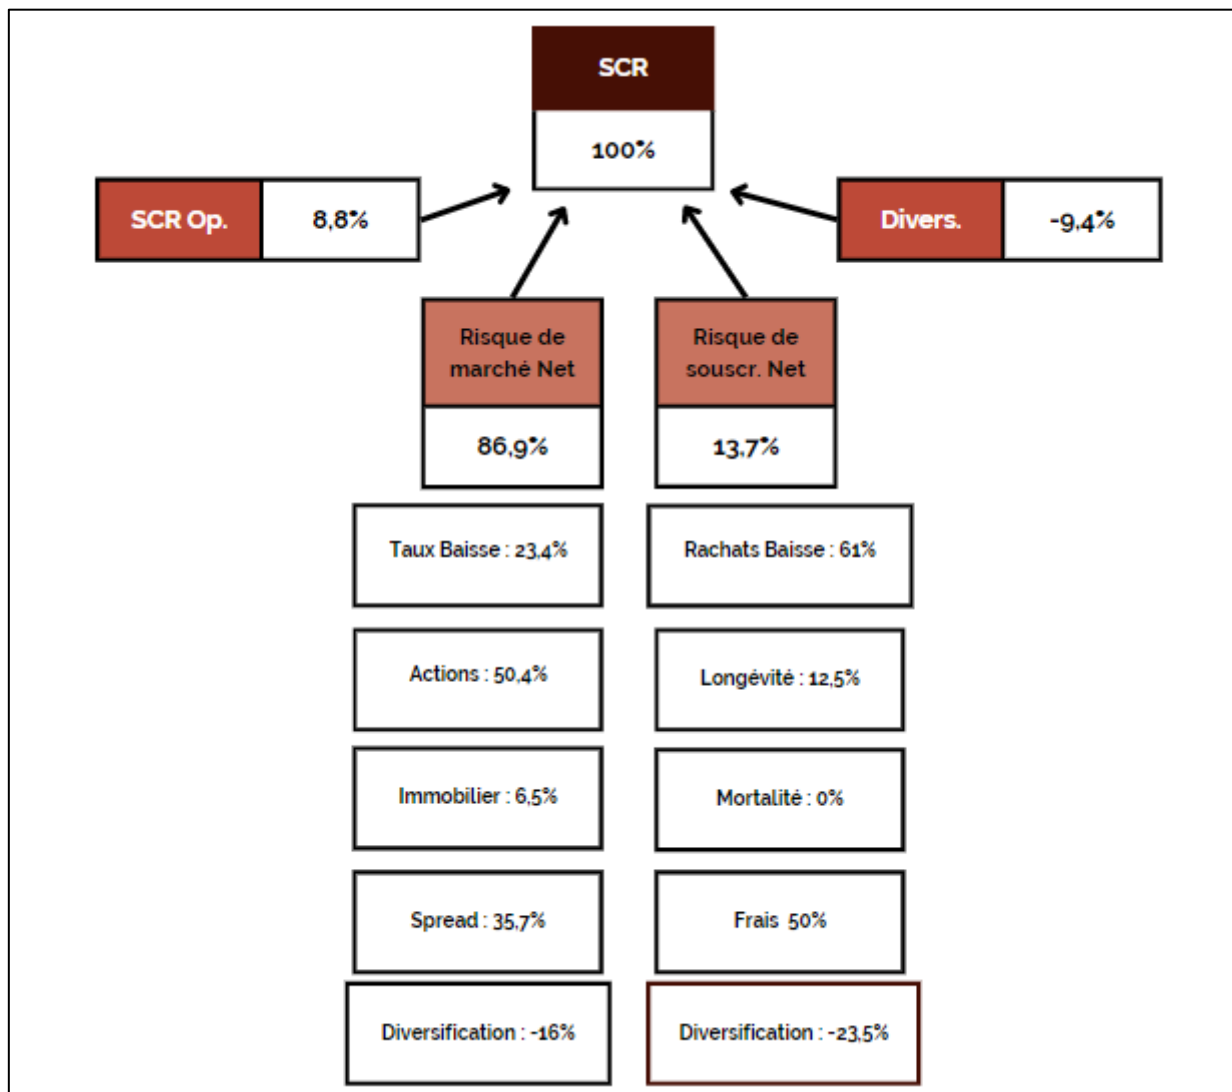 SCR
100%
SCR Op.
8,8%
Divers.
-9,4%
Risque de
marché Net
86,9%
Risque de
souscr. Net
13,7%
Taux Baisse : 23,4%
Rachats Baisse : 61%
Actions : 50,4%
Longévité : 12,5%
Immobilier : 6,5%
Mortalité : 0%
Spread : 35,7%
Frais 50%
Diversification : -16%
Diversification : -23,5%